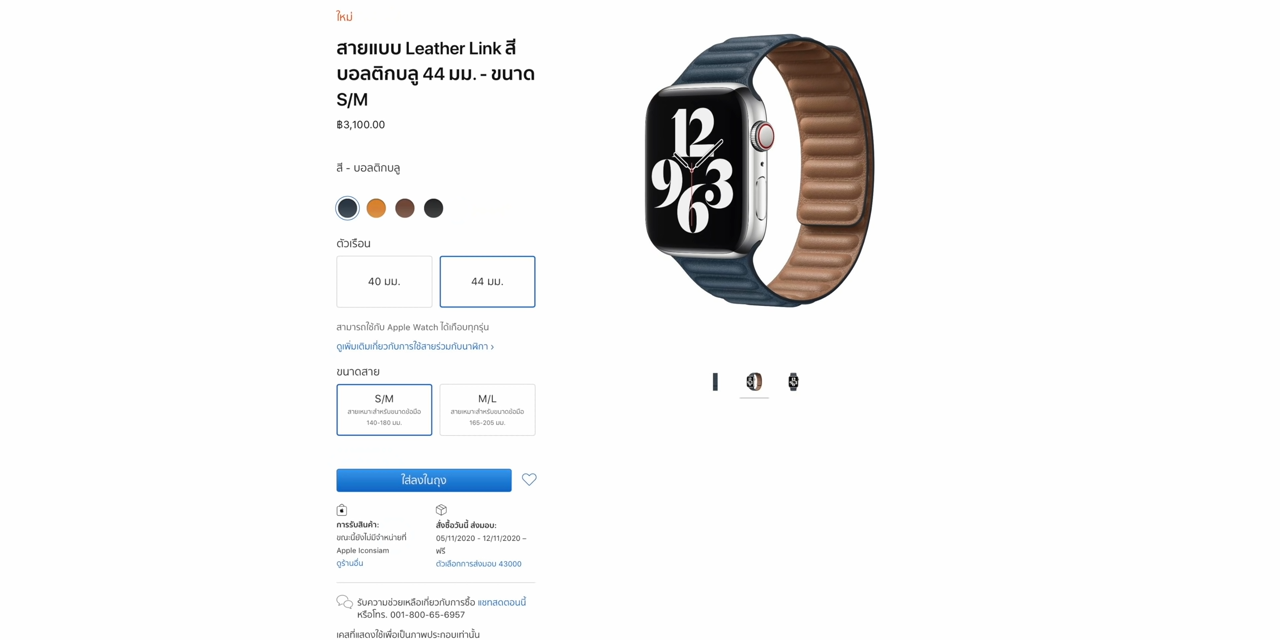 ใหม่
สายแบบ Leather Link สี
บอลติกบลู 44 มม. - ขนาด
S/M
฿3,100.00
สี - บอลติกบลู
ตัวเรือน
40 มม.
44 มม.
สามารถใช้กับ Apple Watch ได้เกือบทุกรุ่น
ดูเพิ่มเติมเกี่ยวกับการใช้สายร่วมกับนาฬิกา ›
ขนาดสาย
S/M
สายเหมาะสำหรับขนาดข้อมือ
140-180 มม.
M/L
สายเหมาะสำหรับขนาดข้อมือ
165-205 มม.
ใส่ลงในถุง
การรับสินค้า:
ขณะนี้ยังไม่มีจำหน่ายที่
Apple Iconsiam
ดูร้านอื่น
สั่งซื้อวันนี้ ส่งมอบ:
05/11/2020 - 12/11/2020 –
ฟรี
ตัวเลือกการส่งมอบ 43000
รับความช่วยเหลือเกี่ยวกับการซื้อ แชทสดตอนนี้
หรือโทร. 001-800-65-6957
เคสที่แสดงใช้เพื่อเป็นภาพประกอบเท่านั้น
12
9 3
6